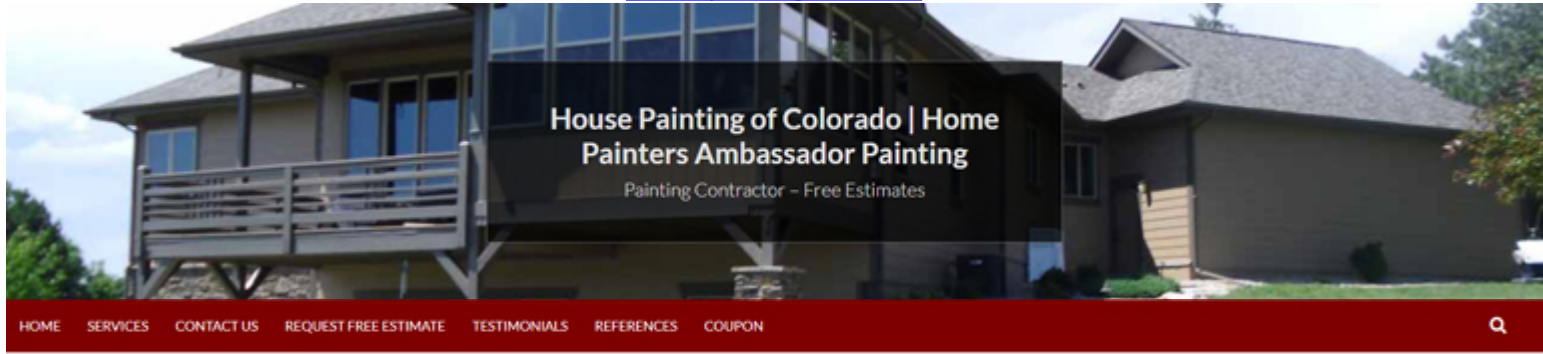 House Painting of Colorado | Home
Painters Ambassador Painting
Painting Contractor – Free Estimates
HOME SERVICES CONTACT US REQUEST FREE ESTIMATE TESTIMONIALS REFERENCES COUPON